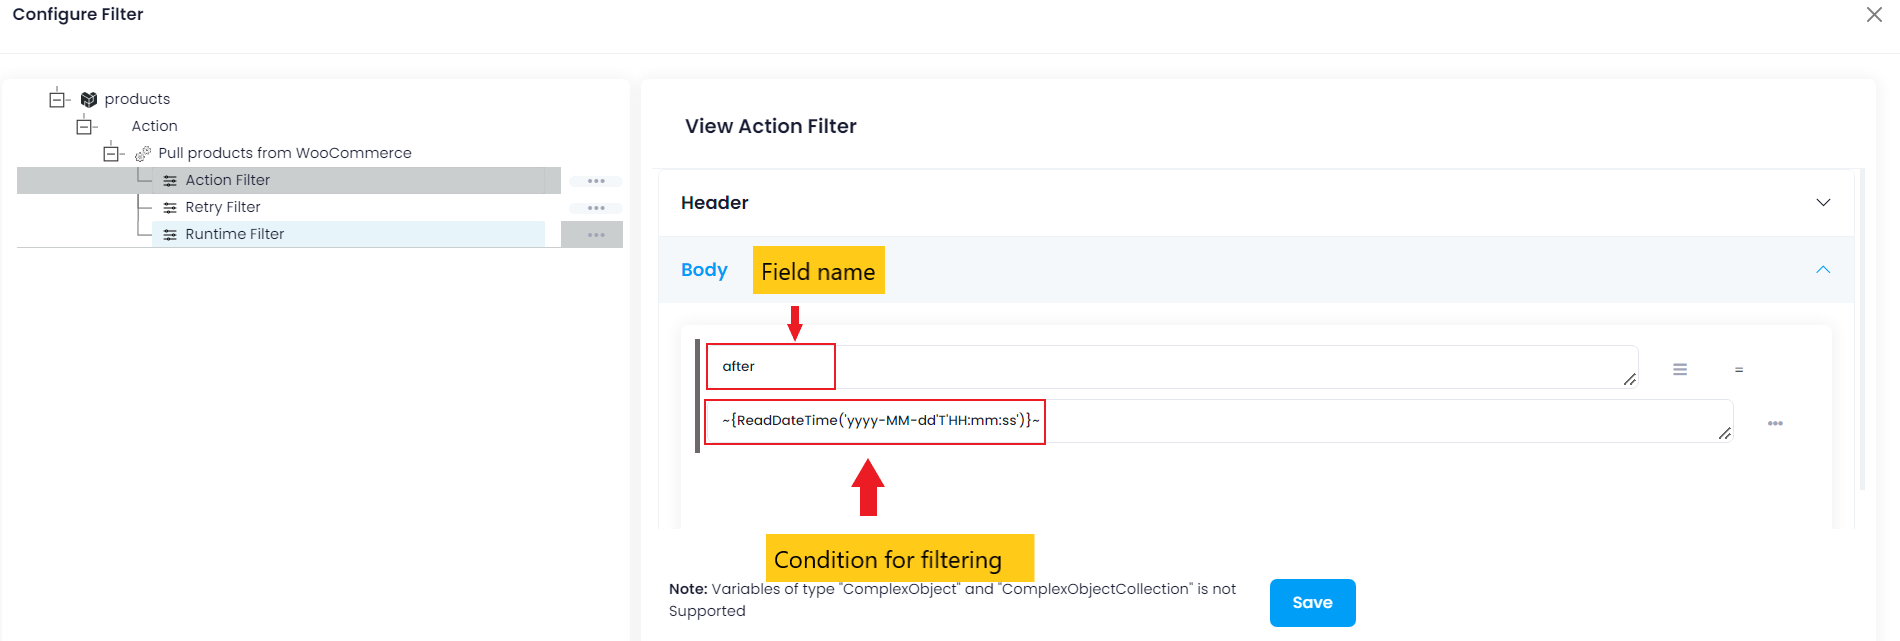 Configure Filter
products
Action
Pull products from WooCommerce
Action Filter
Retry Filter
Runtime Filter
View Action Filter
Header
Body
Field name
after
=
~{ReadDateTime('yyyy-MM-dd'T'HH:mm:ss')}~
Condition for filtering
Note: Variables of type "ComplexObject" and "ComplexObjectCollection" is not
Supported
Save